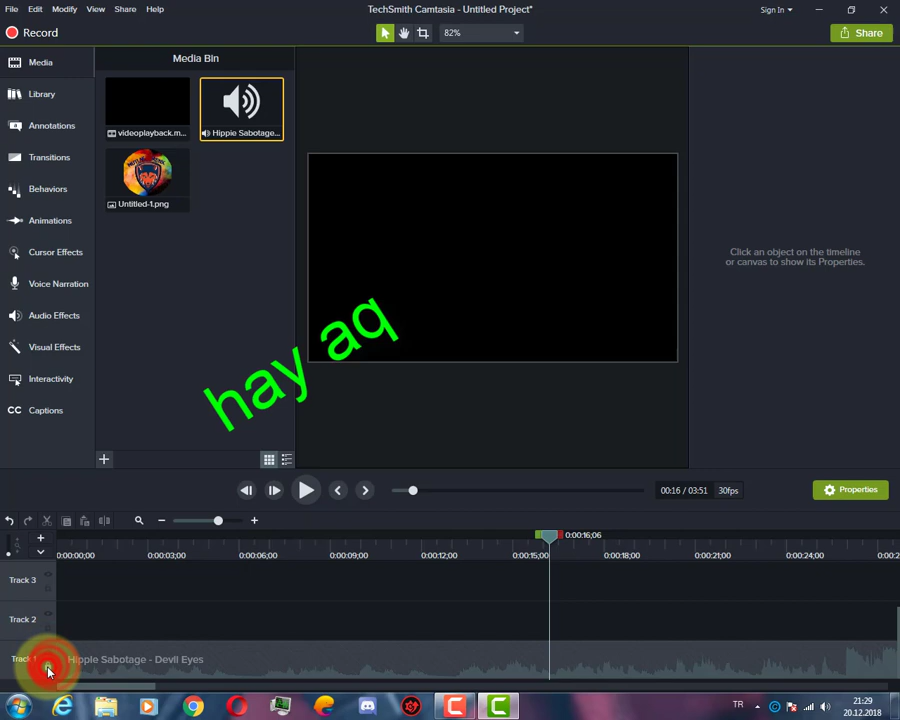 File Edit Modify View Share Help
TechSmith Camtasia - Untitled Project*
Sign In
Record
82%
Share
Media
Media Bin
Library
Annotations
Transitions
Behaviors
Animations
Cursor Effects
Voice Narration
Audio Effects
Visual Effects
Interactivity
CC Captions
videoplayback.m...
Hippie Sabotage...
Untitled-1.png
Click an object on the timeline
or canvas to show its Properties.
hay aq
00:16 / 03:51
30fps
Properties
0:00:16;06
0:00:00;00
0:00:03;00
0:00:06;00
0:00:09;00
0:00:12;00
0:00:15;00
0:00:18;00
0:00:21;00
0:00:24;00
Track 3
Track 2
Track
Hippie Sabotage - Devil Eyes
TR
21:29
20.12.2018